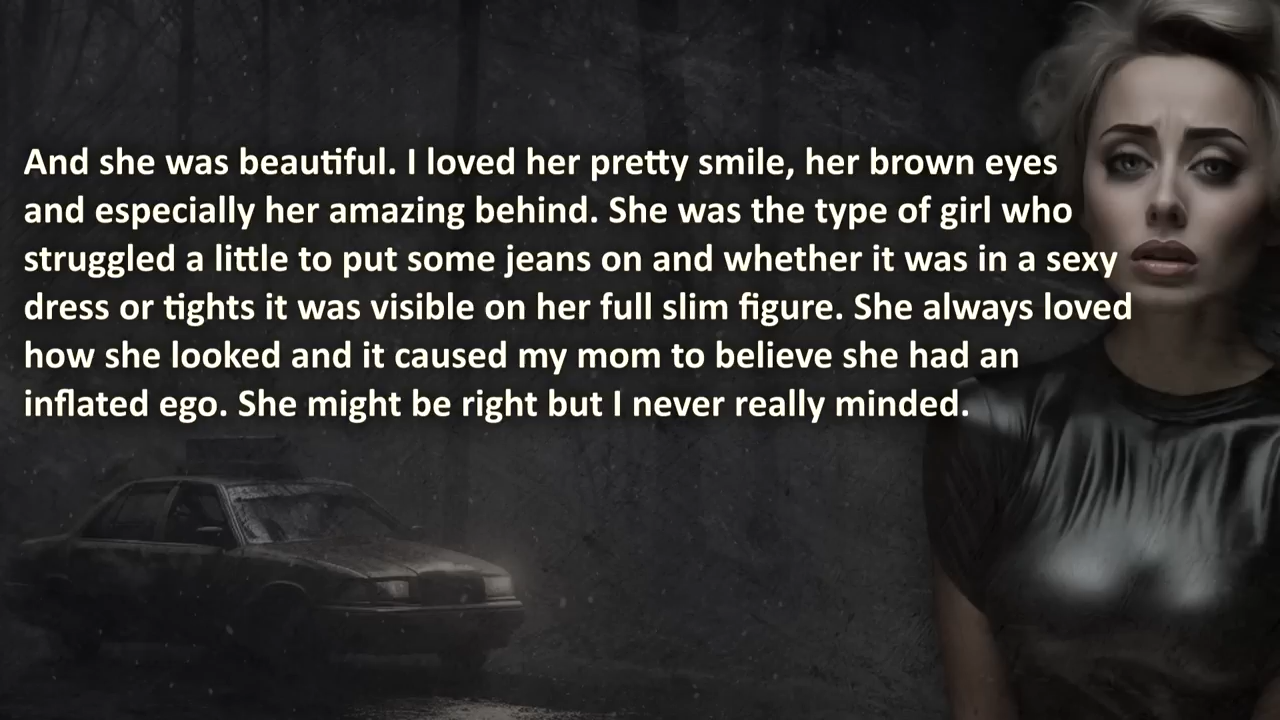 And she was beautiful. I loved her pretty smile, her brown eyes
and especially her amazing behind. She was the type of girl who
struggled a little to put some jeans on and whether it was in a sexy
dress or tights it was visible on her full slim figure. She always loved
how she looked and it caused my mom to believe she had an
inflated ego. She might be right but I never really minded.